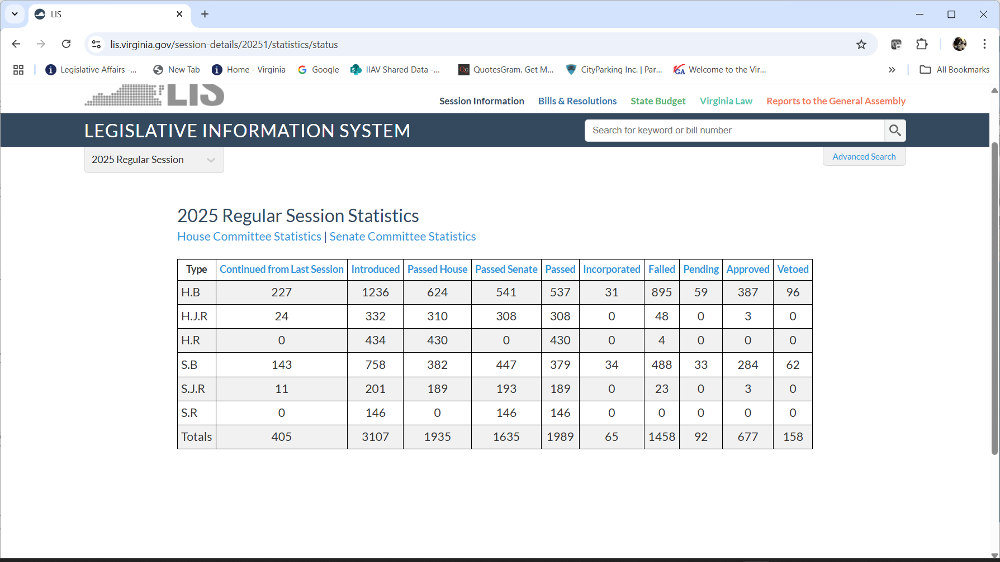 LIS
lis.virginia.gov/session-details/20251/statistics/status
Legislative Affairs -... New Tab Home - Virginia Google IIAV Shared Data -... QG QuotesGram. Get M... CityParking Inc. | Par... GA Welcome to the Vir... » All Bookmarks
LIS
Session Information Bills & Resolutions State Budget Virginia Law Reports to the General Assembly
LEGISLATIVE INFORMATION SYSTEM Search for keyword or bill number
2025 Regular Session Advanced Search
2025 Regular Session Statistics
House Committee Statistics | Senate Committee Statistics
Type Continued from Last Session Introduced Passed House Passed Senate Passed Incorporated Failed Pending Approved Vetoed
H.B 227 1236 624 541 537 31 895 59 387 96
H.J.R 24 332 310 308 308 0 48 0 3 0
H.R 0 434 430 0 430 0 4 0 0 0
S.B 143 758 382 447 379 34 488 33 284 62
S.J.R 11 201 189 193 189 0 23 0 3 0
S.R 0 146 0 146 146 0 0 0 0 0
Totals 405 3107 1935 1635 1989 65 1458 92 677 158